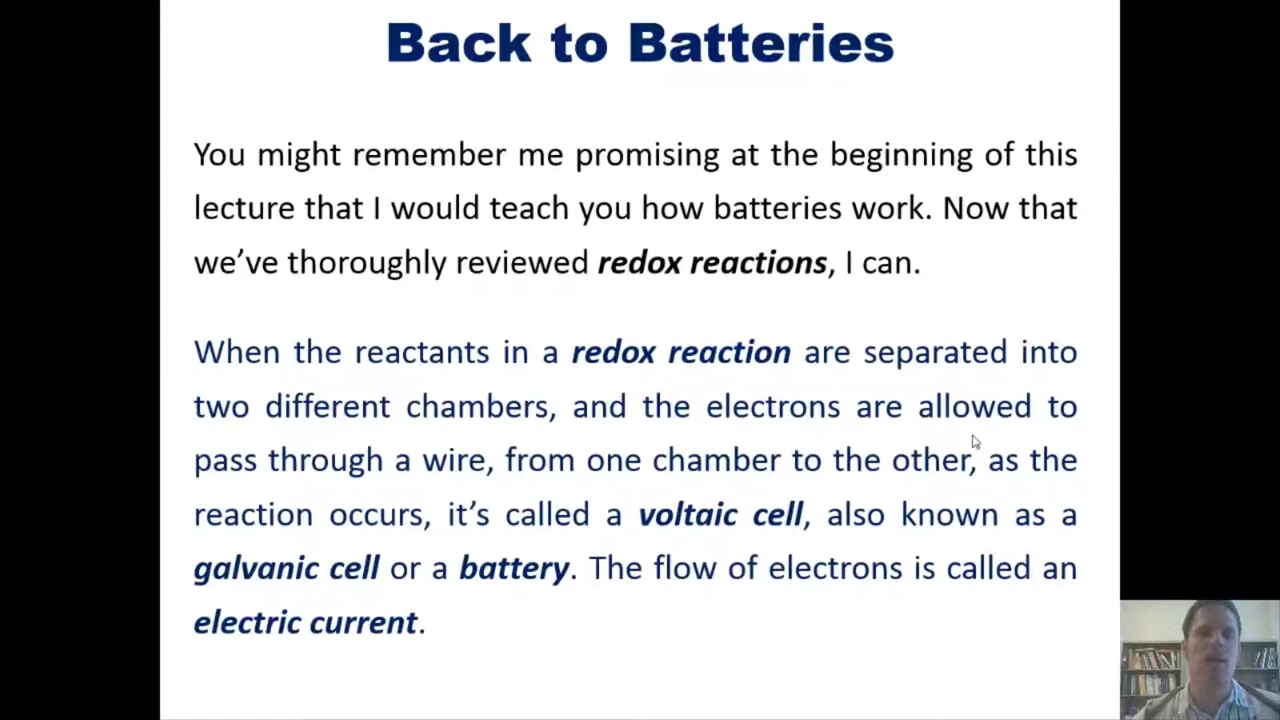 Back to Batteries
You might remember me promising at the beginning of this
lecture that I would teach you how batteries work. Now that
we’ve thoroughly reviewed redox reactions, I can.
When the reactants in a redox reaction are separated into
two different chambers, and the electrons are allowed to
pass through a wire, from one chamber to the other, as the
reaction occurs, it’s called a voltaic cell, also known as a
galvanic cell or a battery. The flow of electrons is called an
electric current.